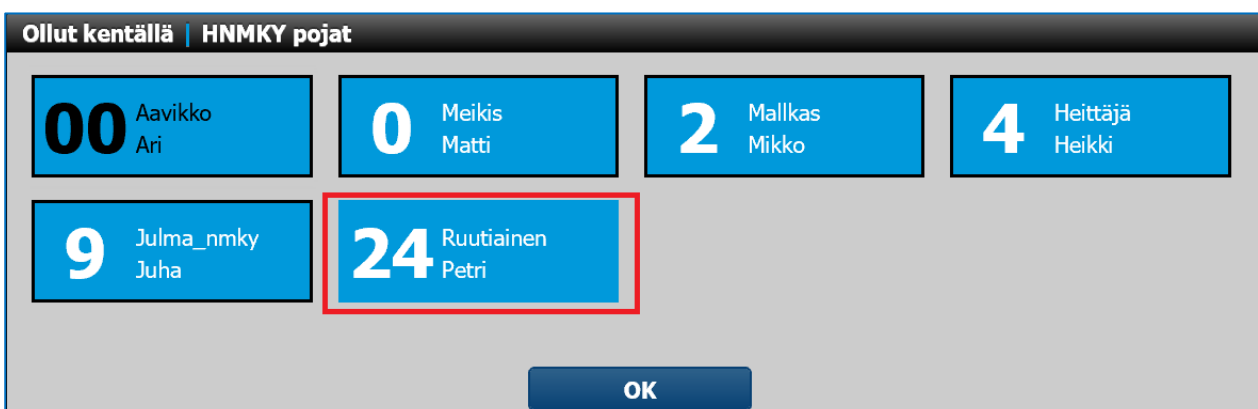 Ollut kentällä | HNMKY pojat
00 Aavikko
Ari
0 Meikis
Matti
2 Mallkas
Mikko
4 Heittäjä
Heikki
9 Julma_nmky
Juha
24 Ruutiainen
Petri
OK